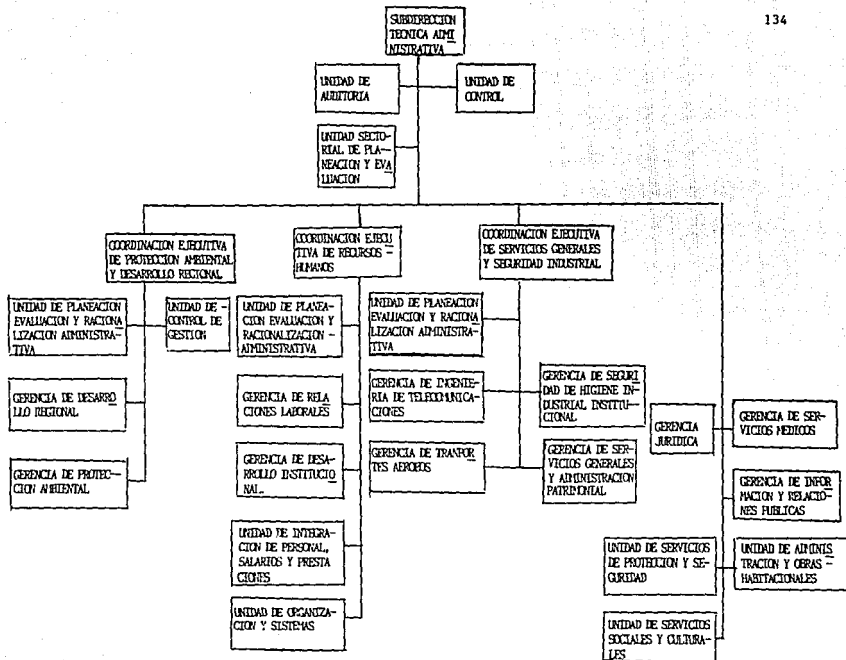 134
SUBDIRECCION
TECNICA ADMI
NISTRATIVA
UNIDAD DE
AUDITORIA
UNIDAD DE
CONTROL
UNIDAD SECTO-
RIAL DE PLA-
NEACION Y EVA
LUACION
COORDINACION EJECUTIVA
DE PROTECCION AMBIENTAL
Y DESARROLLO REGIONAL
COORDINACION EJECU
TIVA DE RECURSOS -
HUMANOS
COORDINACION EJECUTIVA
DE SERVICIOS GENERALES
Y SEGURIDAD INDUSTRIAL
UNIDAD DE PLANEACION
EVALUACION Y RACIONA
LIZACION ADMINISTRA-
TIVA
UNIDAD DE -
CONTROL DE
GESTION
UNIDAD DE PLANEA-
CION EVALUACION Y
RACIONALIZACION -
ADMINISTRATIVA
UNIDAD DE PLANEACION
EVALUACION Y RACIONA
LIZACION ADMINISTRA-
TIVA
GERENCIA DE DESARRO
LLO REGIONAL
GERENCIA DE RELA
CIONES LABORALES
GERENCIA DE INGENIE-
RIA DE TELECOMUNICA-
CIONES
GERENCIA DE SEGURI
DAD DE HIGIENE IN-
DUSTRIAL INSTITU-
CIONAL
GERENCIA
JURIDICA
GERENCIA DE SER-
VICIOS MEDICOS
GERENCIA DE PROTEC-
CION AMBIENTAL
GERENCIA DE DESA-
RROLLO INSTITUCIO
NAL.
GERENCIA DE TRANPOR
TES AEREOS
GERENCIA DE SER-
VICIOS GENERALES
Y ADMINISTRACION
PATRIMONIAL
GERENCIA DE INFOR
MACION Y RELACIO-
NES PUBLICAS
UNIDAD DE INTEGRA-
CION DE PERSONAL,
SALARIOS Y PRESTA
CIONES
UNIDAD DE SERVICIOS
DE PROTECCION Y SE-
GURIDAD
UNIDAD DE ADMINIS
TRACION Y OBRAS -
HABITACIONALES
UNIDAD DE ORGANIZA-
CION Y SISTEMAS
UNIDAD DE SERVICIOS
SOCIALES Y CULTURA-
LES